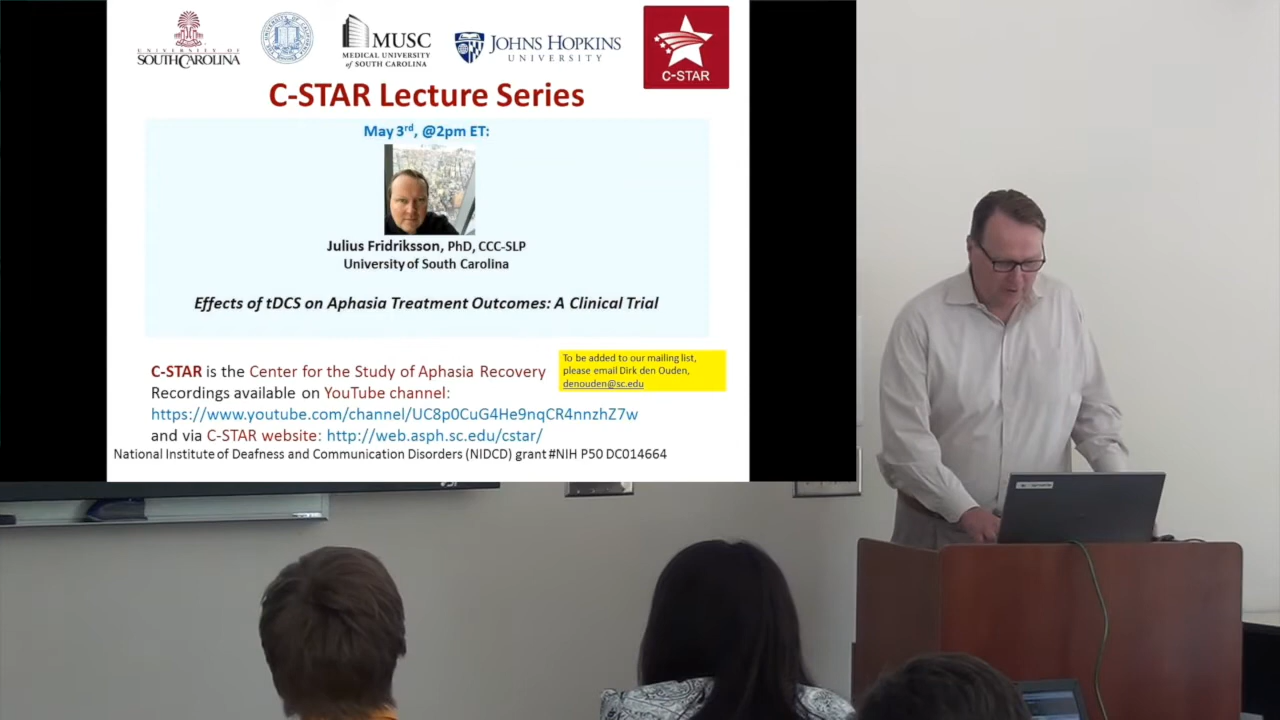 UNIVERSITY OF
SOUTH CAROLINA
MUSC
MEDICAL UNIVERSITY
of SOUTH CAROLINA
JOHNS HOPKINS
UNIVERSITY
C-STAR
C-STAR Lecture Series
May 3rd, @2pm ET:
Julius Fridriksson, PhD, CCC-SLP
University of South Carolina
Effects of tDCS on Aphasia Treatment Outcomes: A Clinical Trial
To be added to our mailing list,
please email Dirk den Ouden,
denouden@sc.edu
C-STAR is the Center for the Study of Aphasia Recovery
Recordings available on YouTube channel:
https://www.youtube.com/channel/UC8p0CuG4He9nqCR4nnzhZ7w
and via C-STAR website: http://web.asph.sc.edu/cstar/
National Institute of Deafness and Communication Disorders (NIDCD) grant #NIH P50 DC014664